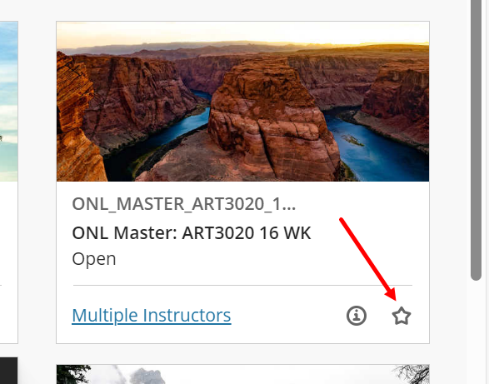 ONL_MASTER_ART3020_1...
ONL Master: ART3020 16 WK
Open
Multiple Instructors